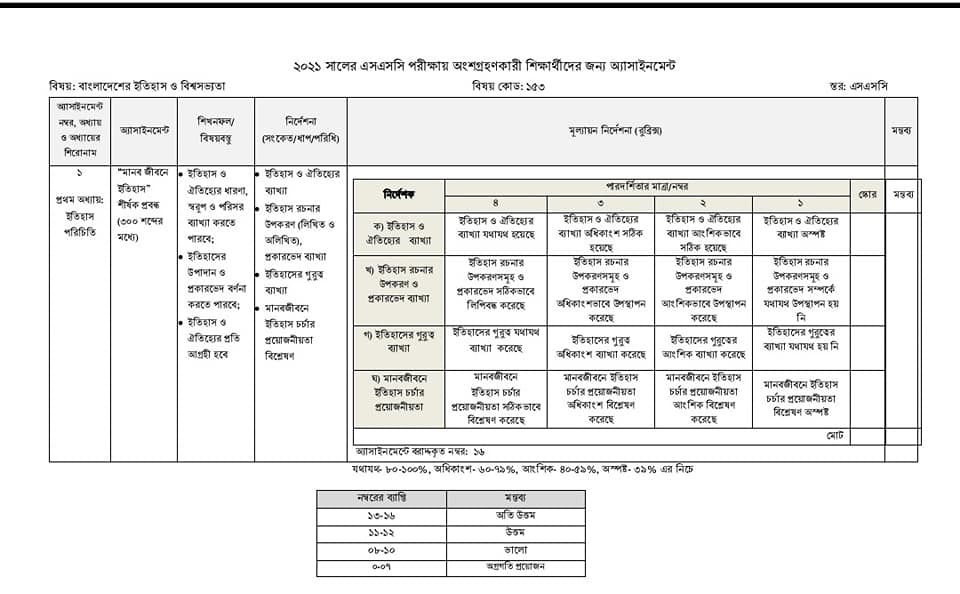 ২০২১ সালের এসএসসি পরীক্ষায় অংশগ্রহণকারী শিক্ষার্থীদের জন্য অ্যাসাইনমেন্ট
বিষয়: বাংলাদেশের ইতিহাস ও বিশ্বসভ্যতা
বিষয় কোড: ১৫৩
স্তর: এসএসসি
অ্যাসাইনমেন্ট
নম্বর, অধ্যায়
ও অধ্যায়ের
শিরোনাম
অ্যাসাইনমেন্ট
শিখনফল/
বিষয়বস্তু
নির্দেশনা
(সংকেত/ধাপ/পরিধি)
মূল্যায়ন নির্দেশনা (রুব্রিক্স)
মন্তব্য
১
প্রথম অধ্যায়:
ইতিহাস
পরিচিতি
"মানব জীবনে
ইতিহাস"
শীর্ষক প্রবন্ধ
(৩০০ শব্দের
মধ্যে)
• ইতিহাস ও
ঐতিহ্যের ধারণা,
স্বরূপ ও পরিসর
ব্যাখ্যা করতে
পারবে;
• ইতিহাসের
উপাদান ও
প্রকারভেদ বর্ণনা
করতে পারবে;
• ইতিহাস ও
ঐতিহ্যের প্রতি
আগ্রহী হবে
• ইতিহাস ও ঐতিহ্যের
ব্যাখ্যা
• ইতিহাস রচনার
উপকরণ (লিখিত ও
অলিখিত),
প্রকারভেদ ব্যাখ্যা
• ইতিহাসের গুরুত্ব
ব্যাখ্যা
• মানবজীবনে
ইতিহাস চর্চার
প্রয়োজনীয়তা
বিশ্লেষণ
নির্দেশক
পারদর্শিতার মাত্রা/নম্বর
স্কোর
মন্তব্য
৪
৩
২
১
ক) ইতিহাস ও
ঐতিহ্যের ব্যাখ্যা
ইতিহাস ও ঐতিহ্যের
ব্যাখ্যা যথাযথ হয়েছে
ইতিহাস ও ঐতিহ্যের
ব্যাখ্যা অধিকাংশ সঠিক
হয়েছে
ইতিহাস ও ঐতিহ্যের
ব্যাখ্যা আংশিকভাবে
সঠিক হয়েছে
ইতিহাস ও ঐতিহ্যের
ব্যাখ্যা অস্পষ্ট
খ) ইতিহাস রচনার
উপকরণ ও
প্রকারভেদ ব্যাখ্যা
ইতিহাস রচনার
উপকরণসমূহ ও
প্রকারভেদ সঠিকভাবে
লিপিবদ্ধ করেছে
ইতিহাস রচনার
উপকরণসমূহ ও
প্রকারভেদ
অধিকাংশভাবে উপস্থাপন
করেছে
ইতিহাস রচনার
উপকরণসমূহ ও
প্রকারভেদ
আংশিকভাবে উপস্থাপন
করেছে
ইতিহাস রচনার
উপকরণসমূহ ও
প্রকারভেদ সম্পর্কে
যথাযথ উপস্থাপন হয়
নি
গ) ইতিহাসের গুরুত্ব
ব্যাখ্যা
ইতিহাসের গুরুত্ব যথাযথ
ব্যাখ্যা করেছে
ইতিহাসের গুরুত্ব
অধিকাংশ ব্যাখ্যা করেছে
ইতিহাসের গুরুত্ব
আংশিক ব্যাখ্যা করেছে
ইতিহাসের গুরুত্বের
ব্যাখ্যা যথাযথ হয় নি
ঘ) মানবজীবনে
ইতিহাস চর্চার
প্রয়োজনীয়তা
মানবজীবনে
ইতিহাস চর্চার
প্রয়োজনীয়তা সঠিকভাবে
বিশ্লেষণ করেছে
মানবজীবনে ইতিহাস
চর্চার প্রয়োজনীয়তা
অধিকাংশ বিশ্লেষণ
করেছে
মানবজীবনে ইতিহাস
চর্চার প্রয়োজনীয়তা
আংশিক বিশ্লেষণ
করেছে
মানবজীবনে ইতিহাস
চর্চার প্রয়োজনীয়তা
বিশ্লেষণ অস্পষ্ট
মোট
অ্যাসাইনমেন্টে বরাদ্দকৃত নম্বর: ১৬
যথাযথ- ৮০-১০০%, অধিকাংশ- ৬০-৭৯%, আংশিক- ৪০-৫৯%, অস্পষ্ট- ৩৯% এর নিচে
নম্বরের ব্যাপ্তি
মন্তব্য
১৩-১৬
অতি উত্তম
১১-১২
উত্তম
০৮-১০
ভালো
০-০৭
অগ্রগতি প্রয়োজন